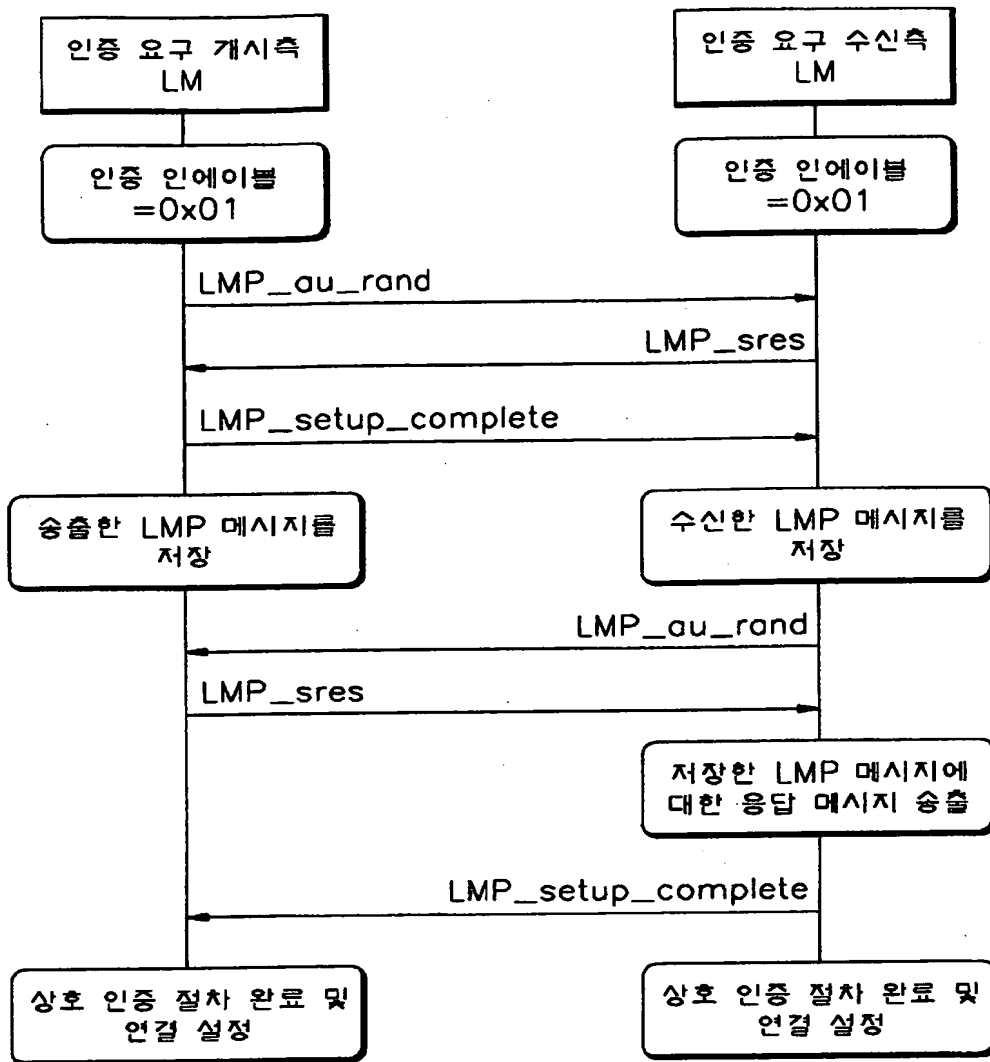 인증 요구 개시측
LM
인증 요구 수신측
LM
인증 인에이블
=0x01
인증 인에이블
=0x01
LMP_au_rand
LMP_sres
LMP_setup_complete
송출한 LMP 메시지를
저장
수신한 LMP 메시지를
저장
LMP_au_rand
LMP_sres
저장한 LMP 메시지에
대한 응답 메시지 송출
LMP_setup_complete
상호 인증 절차 완료 및
연결 설정
상호 인증 절차 완료 및
연결 설정